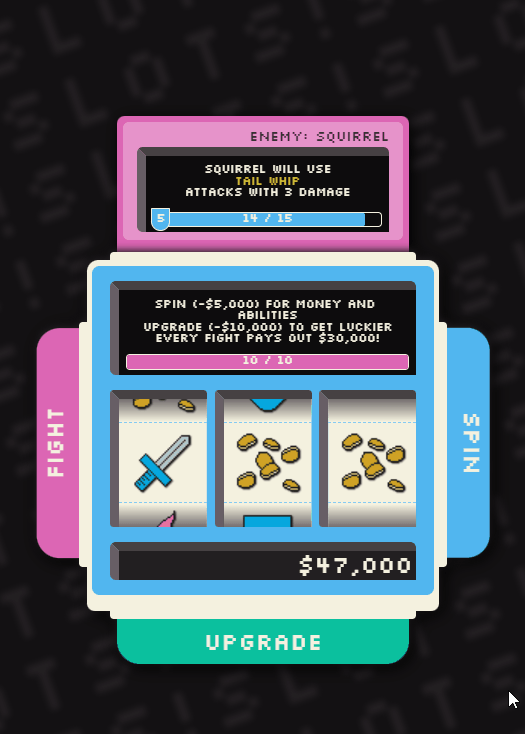 ENEMY: SQUIRREL
SQUIRREL WILL USE
TAIL WHIP
ATTACKS WITH 3 DAMAGE
5
14 / 15
SPIN (-$5,000) FOR MONEY AND
ABILITIES
UPGRADE (-$10,000) TO GET LUCKIER
EVERY FIGHT PAYS OUT $30,000!
10 / 10
FIGHT
SPIN
$47,000
UPGRADE
SLOTS!